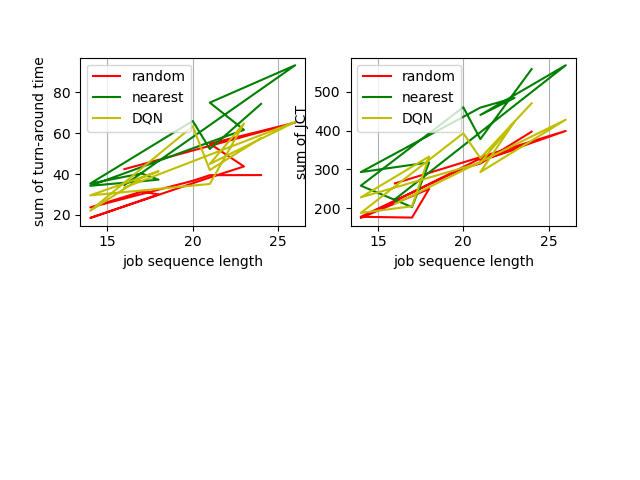 sum of turn-around time
80
60
40
20
random
nearest
DQN
15
20
25
job sequence length
sum of JCT
500
400
300
200
random
nearest
DQN
15
20
25
job sequence length